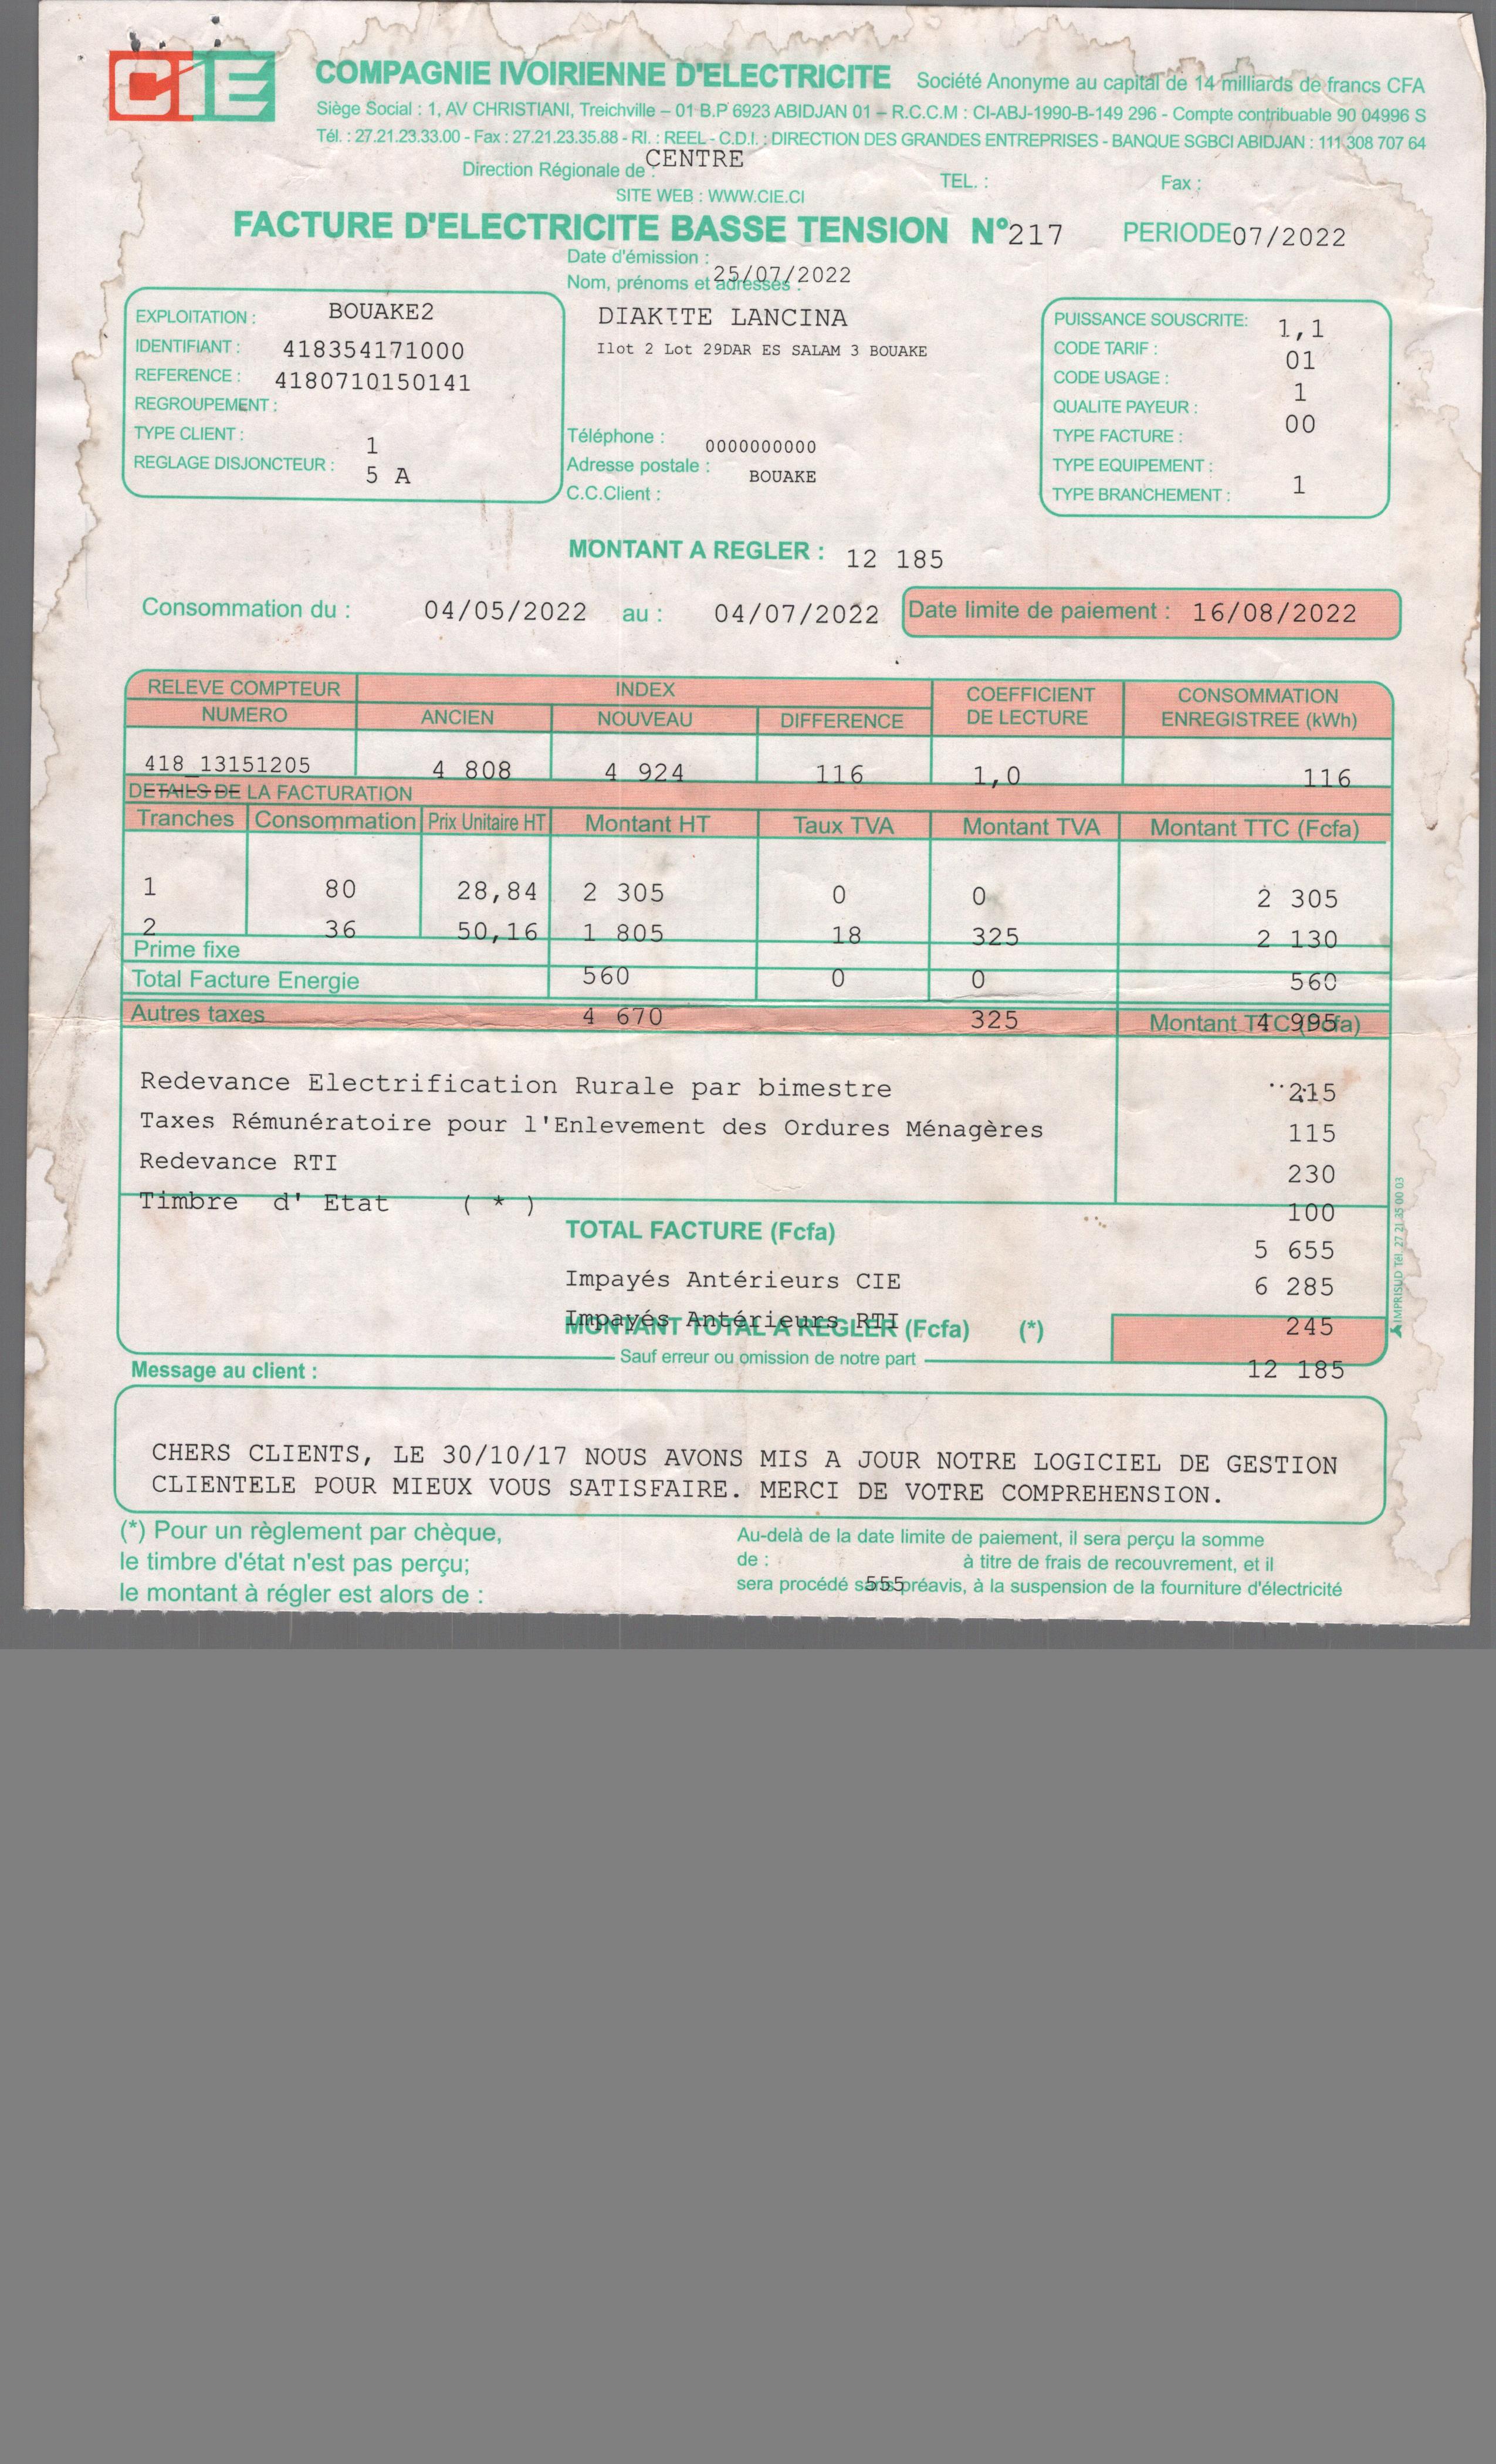 CIE
COMPAGNIE IVOIRIENNE D'ELECTRICITE Société Anonyme au capital de 14 milliards de francs CFA
Siège Social : 1, AV CHRISTIANI, Treichville – 01 B.P 6923 ABIDJAN 01 – R.C.C.M : CI-ABJ-1990-B-149 296 - Compte contribuable 90 04996 S
Tél. : 27.21.23.33.00 - Fax : 27.21.23.35.88 - RI. : REEL - C.D.I. : DIRECTION DES GRANDES ENTREPRISES - BANQUE SGBCI ABIDJAN : 111 308 707 64
Direction Régionale de : CENTRE TEL. : Fax :
SITE WEB : WWW.CIE.CI
FACTURE D'ELECTRICITE BASSE TENSION N° 217 PERIODE 07/2022
Date d'émission : 25/07/2022
Nom, prénoms et adresses :
EXPLOITATION : BOUAKE2
IDENTIFIANT : 418354171000
REFERENCE : 4180710150141
REGROUPEMENT :
TYPE CLIENT : 1
REGLAGE DISJONCTEUR : 5 A
DIAKITE LANCINA
Ilot 2 Lot 29DAR ES SALAM 3 BOUAKE
Téléphone : 0000000000
Adresse postale : BOUAKE
C.C.Client :
PUISSANCE SOUSCRITE: 1,1
CODE TARIF : 01
CODE USAGE : 1
QUALITE PAYEUR : 00
TYPE FACTURE :
TYPE EQUIPEMENT :
TYPE BRANCHEMENT : 1
MONTANT A REGLER : 12 185
Consommation du : 04/05/2022 au : 04/07/2022 Date limite de paiement : 16/08/2022
RELEVE COMPTEUR INDEX COEFFICIENT DE LECTURE CONSOMMATION ENREGISTREE (kWh)
NUMERO ANCIEN NOUVEAU DIFFERENCE
418_13151205 4 808 4 924 116 1,0 116
DETAILS DE LA FACTURATION
Tranches Consommation Prix Unitaire HT Montant HT Taux TVA Montant TVA Montant TTC (Fcfa)
1 80 28,84 2 305 0 0 2 305
2 36 50,16 1 805 18 325 2 130
Prime fixe 560 0 0 560
Total Facture Energie 4 670 325 4 995
Autres taxes Montant TTC (Fcfa)
Redevance Electrification Rurale par bimestre 215
Taxes Rémunératoire pour l'Enlevement des Ordures Ménagères 115
Redevance RTI 230
Timbre d' Etat ( * ) 100
TOTAL FACTURE (Fcfa) 5 655
Impayés Antérieurs CIE 6 285
Impayés Antérieurs RTI 245
MONTANT TOTAL A REGLER (Fcfa) (*) 12 185
Sauf erreur ou omission de notre part
IMPRISUD Tél. 27 21 35 00 03
Message au client :
CHERS CLIENTS, LE 30/10/17 NOUS AVONS MIS A JOUR NOTRE LOGICIEL DE GESTION
CLIENTELE POUR MIEUX VOUS SATISFAIRE. MERCI DE VOTRE COMPREHENSION.
(*) Pour un règlement par chèque,
le timbre d'état n'est pas perçu;
le montant à régler est alors de :
Au-delà de la date limite de paiement, il sera perçu la somme
de : 555 à titre de frais de recouvrement, et il
sera procédé sans préavis, à la suspension de la fourniture d'électricité